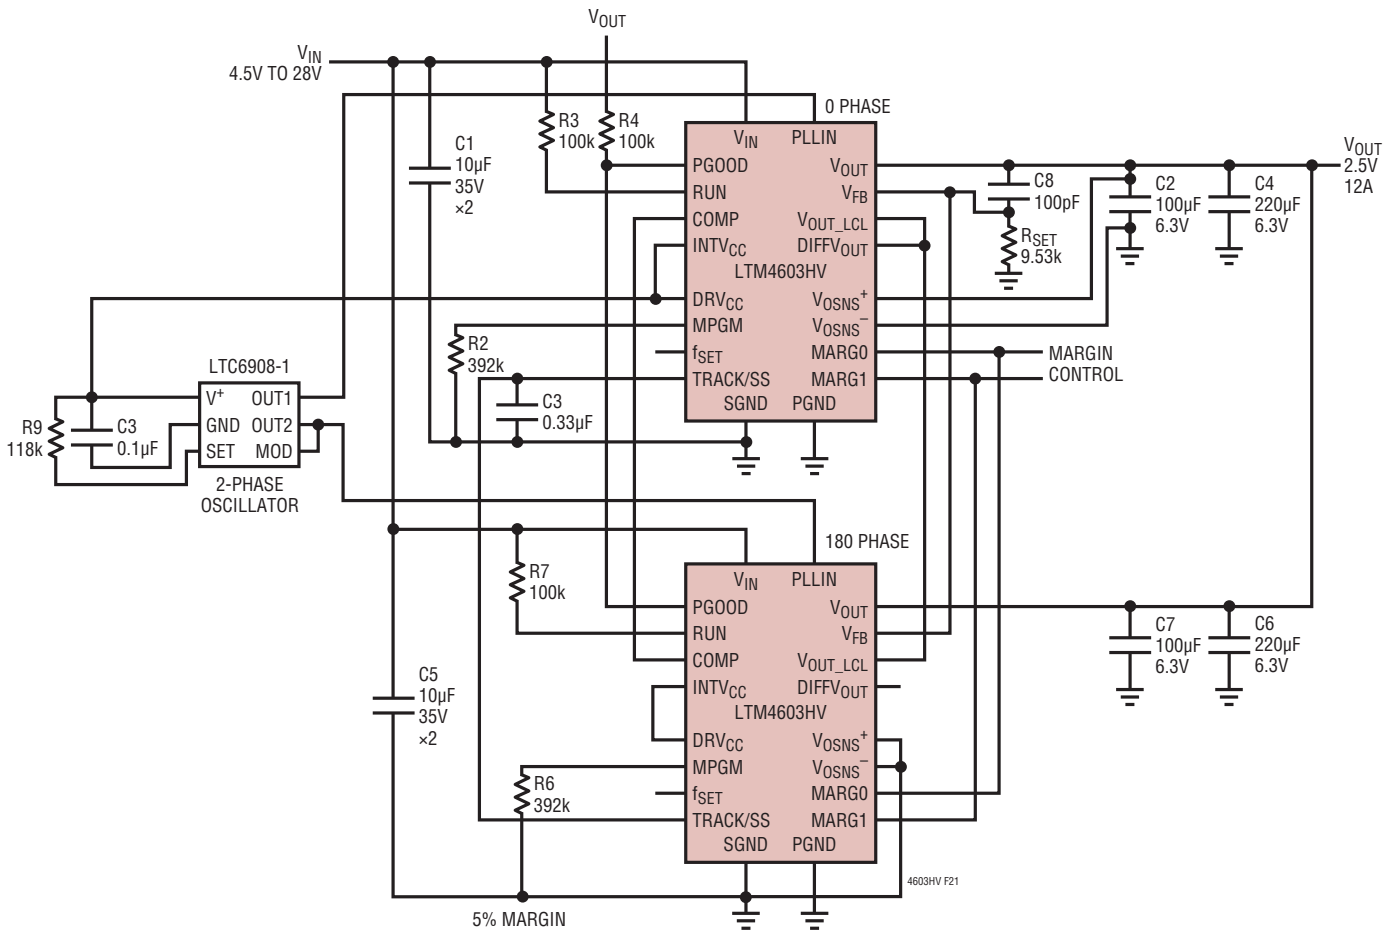 VOUT
VIN
4.5V TO 28V
0 PHASE
R3
100k
R4
100k
C1
10µF
35V
×2
VIN
PLLIN
PGOOD
RUN
COMP
INTVCC
LTM4603HV
DRVCC
MPGM
fSET
TRACK/SS
SGND
PGND
VOUT
VFB
VOUT_LCL
DIFFVOUT
VOSNS+
VOSNS–
MARG0
MARG1
C8
100pF
RSET
9.53k
C2
100µF
6.3V
C4
220µF
6.3V
VOUT
2.5V
12A
MARGIN
CONTROL
R2
392k
C3
0.33µF
LTC6908-1
V+
OUT1
GND
OUT2
SET
MOD
2-PHASE
OSCILLATOR
R9
118k
C3
0.1µF
180 PHASE
R7
100k
C5
10µF
35V
×2
VIN
PLLIN
PGOOD
RUN
COMP
INTVCC
LTM4603HV
DRVCC
MPGM
fSET
TRACK/SS
SGND
PGND
VOUT
VFB
VOUT_LCL
DIFFVOUT
VOSNS+
VOSNS–
MARG0
MARG1
C7
100µF
6.3V
C6
220µF
6.3V
R6
392k
4603HV F21
5% MARGIN